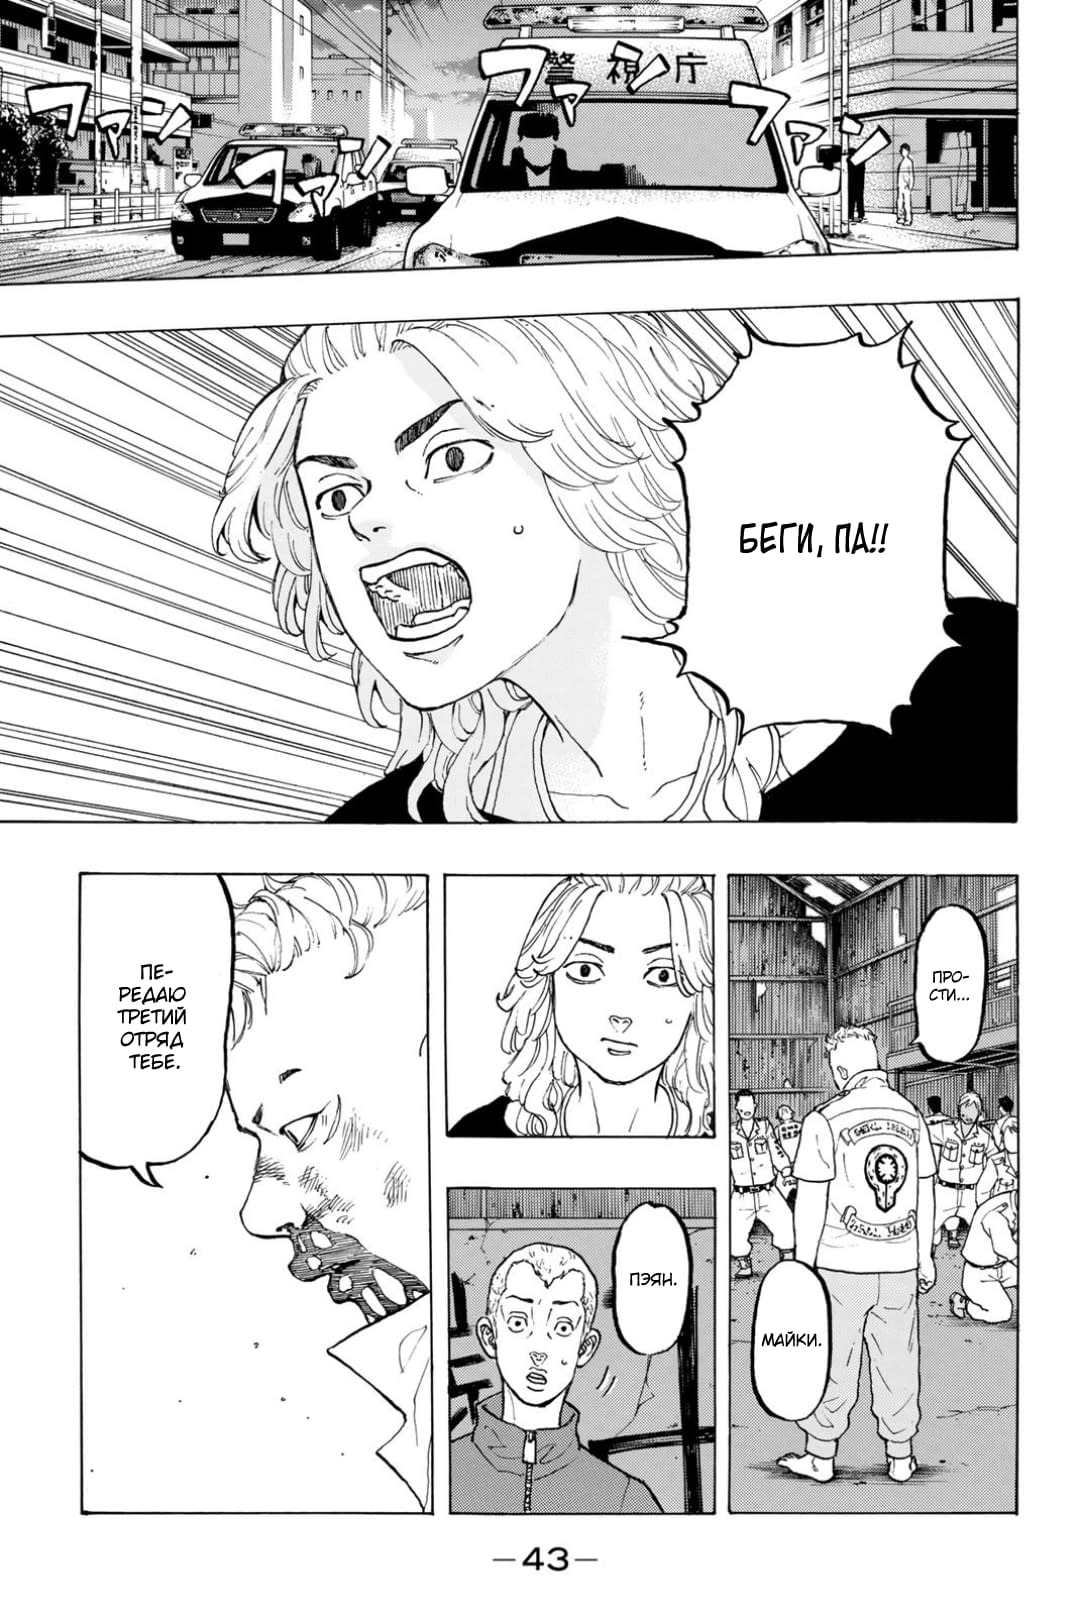 警視庁
ファン
ファン
ファン
ファン
БЕГИ, ПА!!
ПРО-
СТИ...
МАЙКИ.
ПЭЯН.
ПЕ-
РЕДАЮ
ТРЕТИЙ
ОТРЯД
ТЕБЕ.
—43—